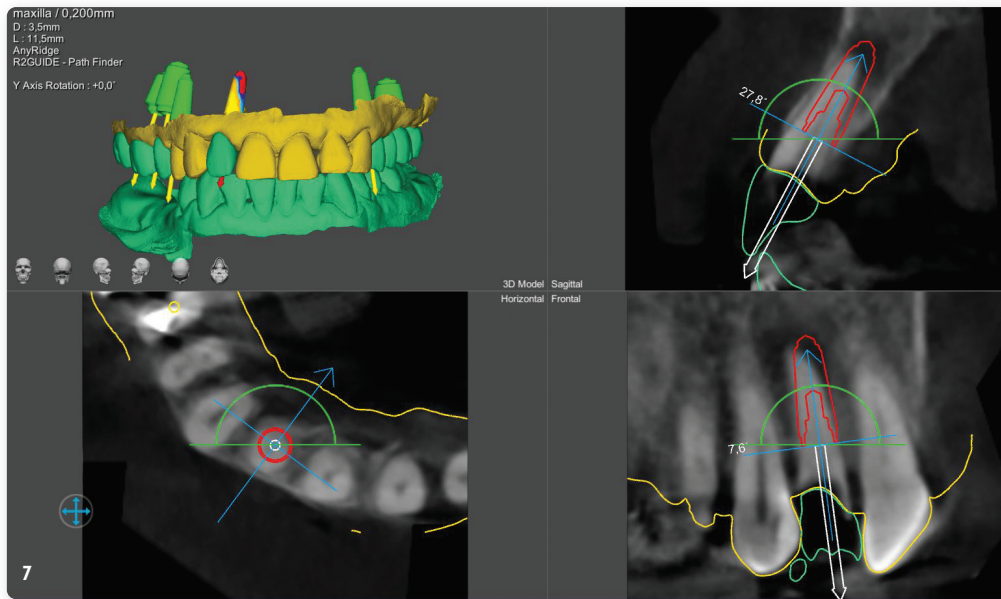 maxilla / 0,200mm
D : 3,5mm
L : 11,5mm
AnyRidge
R2GUIDE - Path Finder
Y Axis Rotation : +0,0°
3D Model
Sagittal
Horizontal
Frontal
27,8°
7,6°
7